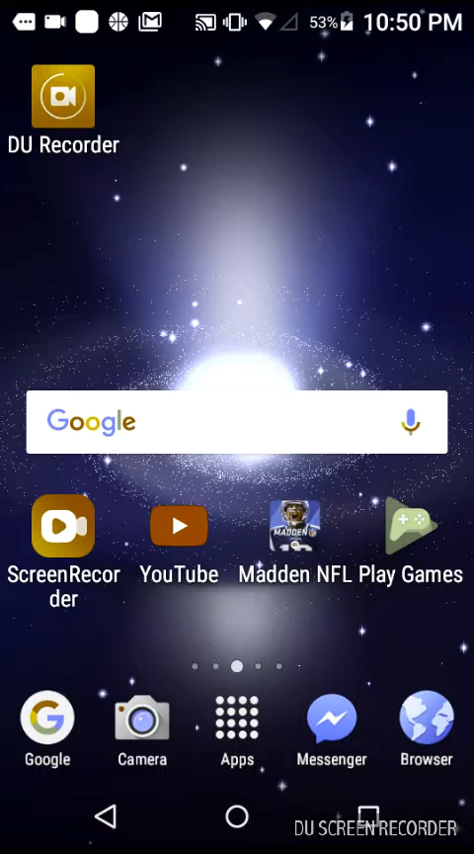 53% 10:50 PM
DU Recorder
Google
ScreenRecor
der
YouTube
Madden NFL
Play Games
MADDEN
Google
Camera
Apps
Messenger
Browser
DU SCREEN RECORDER